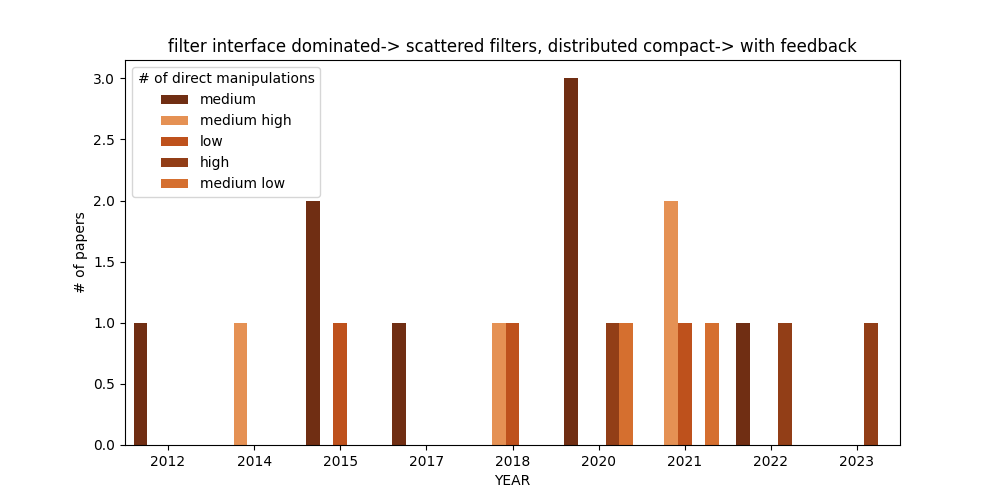 filter interface dominated-> scattered filters, distributed compact-> with feedback
# of direct manipulations
medium
medium high
low
high
medium low
3.0
2.5
2.0
1.5
1.0
0.5
0.0
# of papers
2012 2014 2015 2017 2018 2020 2021 2022 2023
YEAR